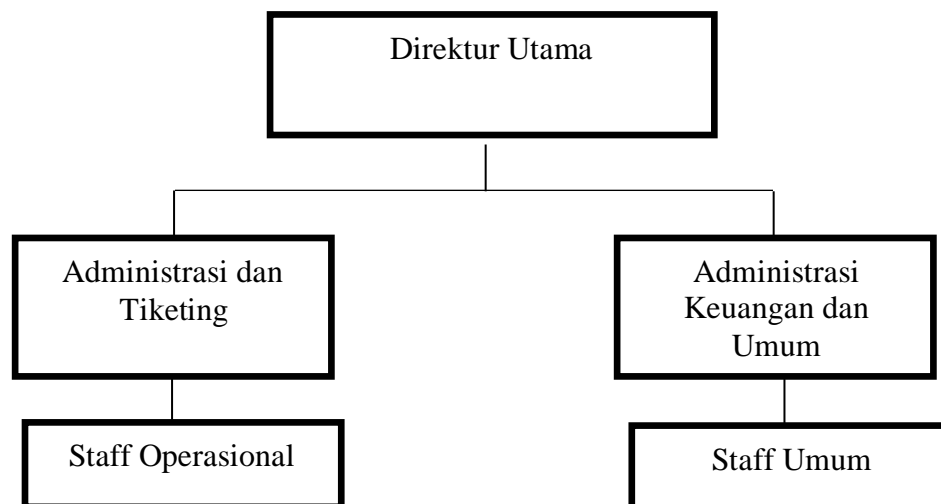 Direktur Utama
Administrasi dan
Tiketing
Administrasi
Keuangan dan
Umum
Staff Operasional
Staff Umum